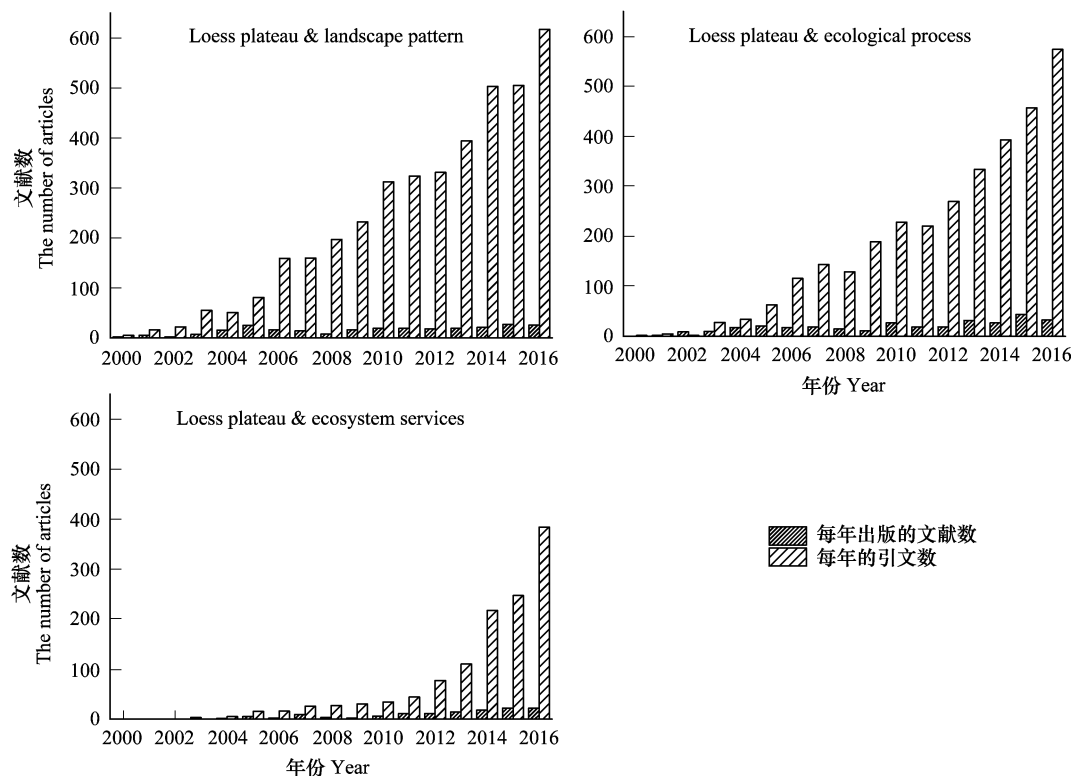 Loess plateau & landscape pattern
文献数
The number of articles
600
500
400
300
200
100
0
2000 2002 2004 2006 2008 2010 2012 2014 2016
Loess plateau & ecological process
600
500
400
300
200
100
0
2000 2002 2004 2006 2008 2010 2012 2014 2016
年份 Year
Loess plateau & ecosystem services
文献数
The number of articles
600
500
400
300
200
100
0
2000 2002 2004 2006 2008 2010 2012 2014 2016
年份 Year
每年出版的文献数
每年的引文数